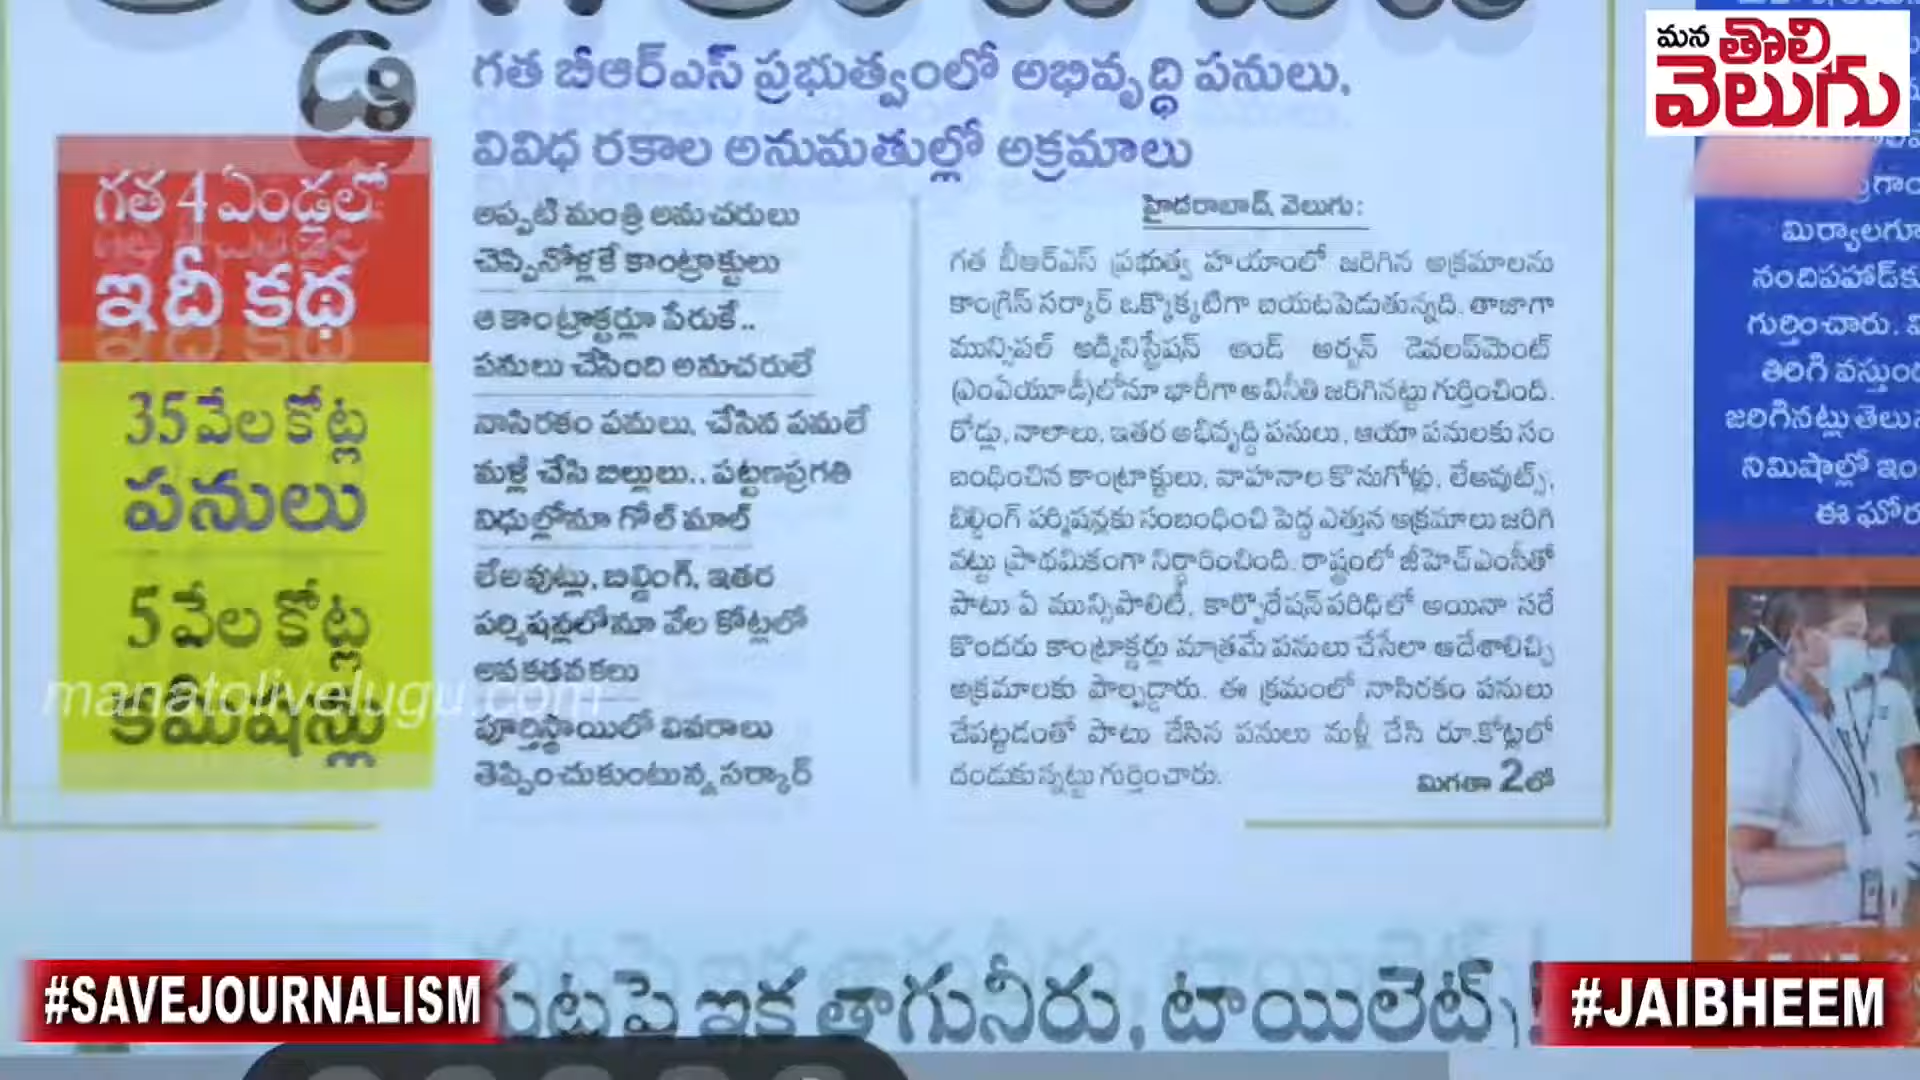 మన తొలి
వెలుగు
గత బీఆర్ఎస్ ప్రభుత్వంలో అభివృద్ధి పనులు,
వివిధ రకాల అనుమతుల్లో అక్రమాలు
గత 4 ఏండ్లలో
ఇదీ కథ
35 వేల కోట్ల
పనులు
5 వేల కోట్ల
కమీషన్లు
అప్పటి మంత్రి అనుచరులు
చెప్పినోళ్లకే కాంట్రాక్టులు
ఆ కాంట్రాక్టర్లూ పేరుకే..
పనులు చేసింది అనుచరులే
నాసిరకం పనులు, చేసిన పనులే
మళ్లీ చేసి బిల్లులు.. పట్టణప్రగతి
నిధుల్లోనూ గోల్ మాల్
లేఅవుట్లు, బిల్డింగ్, ఇతర
పర్మిషన్లలోనూ వేల కోట్లలో
అవకతవకలు
పూర్తిస్థాయిలో వివరాలు
తెప్పించుకుంటున్న సర్కార్
హైదరాబాద్, వెలుగు:
గత బీఆర్ఎస్ ప్రభుత్వ హయాంలో జరిగిన అక్రమాలను
కాంగ్రెస్ సర్కార్ ఒక్కొక్కటిగా బయటపెడుతున్నది. తాజాగా
మున్సిపల్ అడ్మినిస్ట్రేషన్ అండ్ అర్బన్ డెవలప్‌మెంట్
(ఎంఏయూడీ)లోనూ భారీగా అవినీతి జరిగినట్టు గుర్తించింది.
రోడ్లు, నాలాలు, ఇతర అభివృద్ధి పనులు, ఆయా పనులకు సం
బంధించిన కాంట్రాక్టులు, వాహనాల కొనుగోళ్లు, లేఅవుట్స్,
బిల్డింగ్ పర్మిషన్లకు సంబంధించి పెద్ద ఎత్తున అక్రమాలు జరిగి
నట్టు ప్రాథమికంగా నిర్ధారించింది. రాష్ట్రంలో జీహెచ్ఎంసీతో
పాటు ఏ మున్సిపాలిటీ, కార్పొరేషన్ పరిధిలో అయినా సరే
కొందరు కాంట్రాక్టర్లు మాత్రమే పనులు చేసేలా ఆదేశాలిచ్చి
అక్రమాలకు పాల్పడ్డారు. ఈ క్రమంలో నాసిరకం పనులు
చేపట్టడంతో పాటు చేసిన పనులు మళ్లీ చేసి రూ.కోట్లలో
దండుకున్నట్టు గుర్తించారు.
మిగతా 2లో
మిర్యాలగూ
నందిపహాడ్‌కు
గుర్తించారు.
తిరిగి వస్తుం
జరిగినట్లు తెలు
నిమిషాల్లో ఇం
ఈ ఘోర
manatolivelugu.com
గుట్టపై ఇక తాగునీరు, టాయిలెట్స్!
#SAVEJOURNALISM
#JAIBHEEM